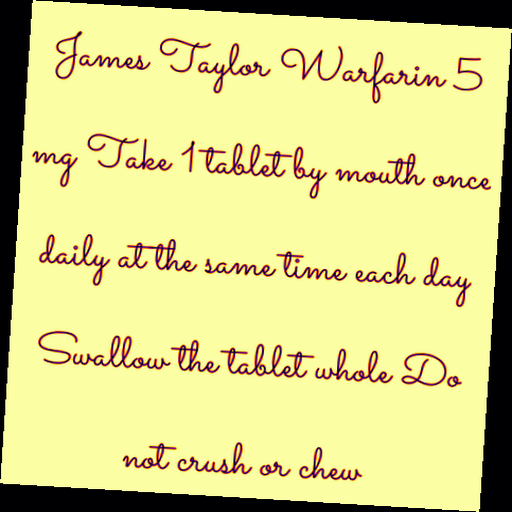 James Taylor Warfarin 5
mg Take 1 tablet by mouth once
daily at the same time each day
Swallow the tablet whole Do
not crush or chew